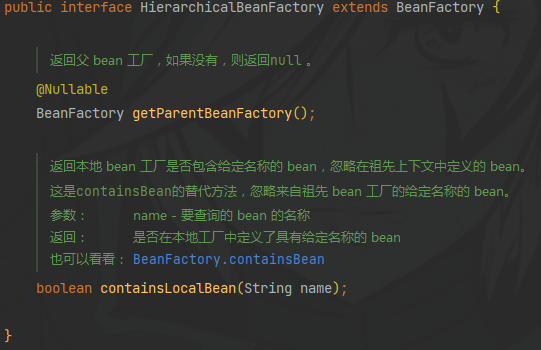 public interface HierarchicalBeanFactory extends BeanFactory {
返回父 bean 工厂，如果没有，则返回null 。
@Nullable
BeanFactory getParentBeanFactory();
返回本地 bean 工厂是否包含给定名称的 bean，忽略在祖先上下文中定义的 bean。
这是containsBean的替代方法，忽略来自祖先 bean 工厂的给定名称的 bean。
参数： name - 要查询的 bean 的名称
返回： 是否在本地工厂中定义了具有给定名称的 bean
也可以看看： BeanFactory.containsBean
boolean containsLocalBean(String name);
}